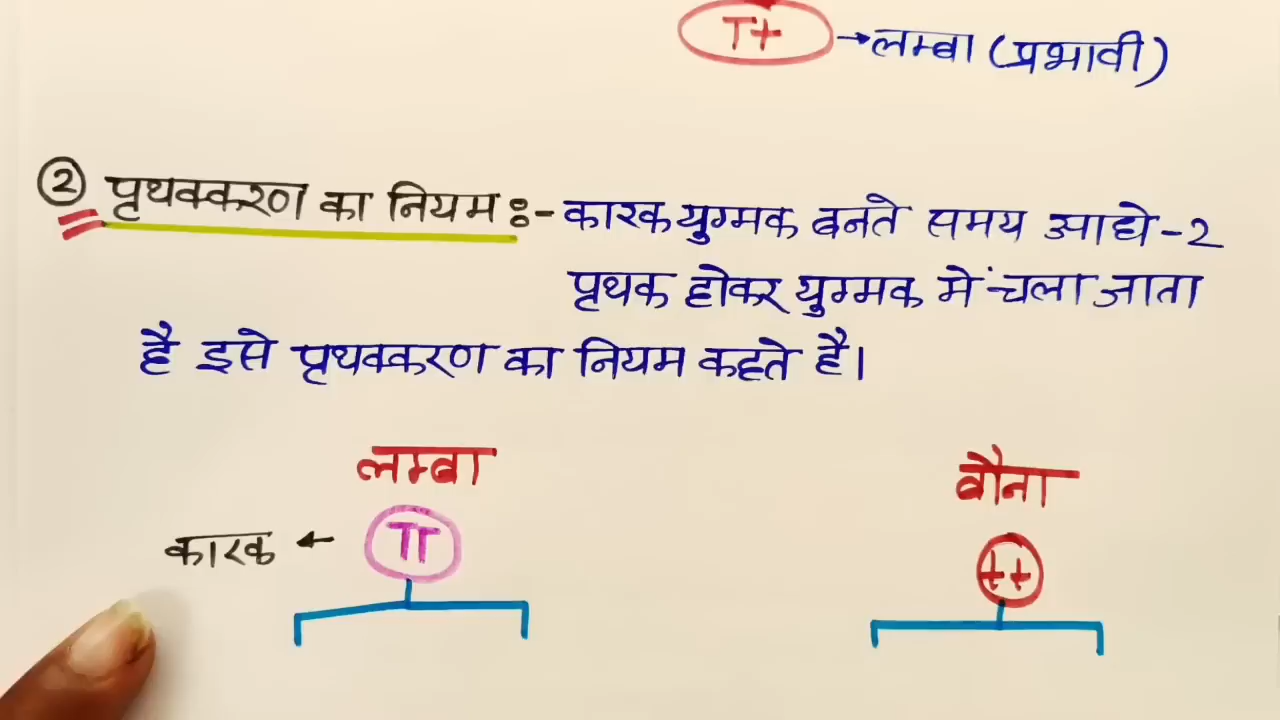 Tt → लम्बा (प्रभावी)
② पृथक्करण का नियम :- कारक युग्मक बनते समय आधे-2
पृथक होकर युग्मक में चला जाता
है इसे पृथक्करण का नियम कहते है।
लम्बा बौना
कारक ← TT tt